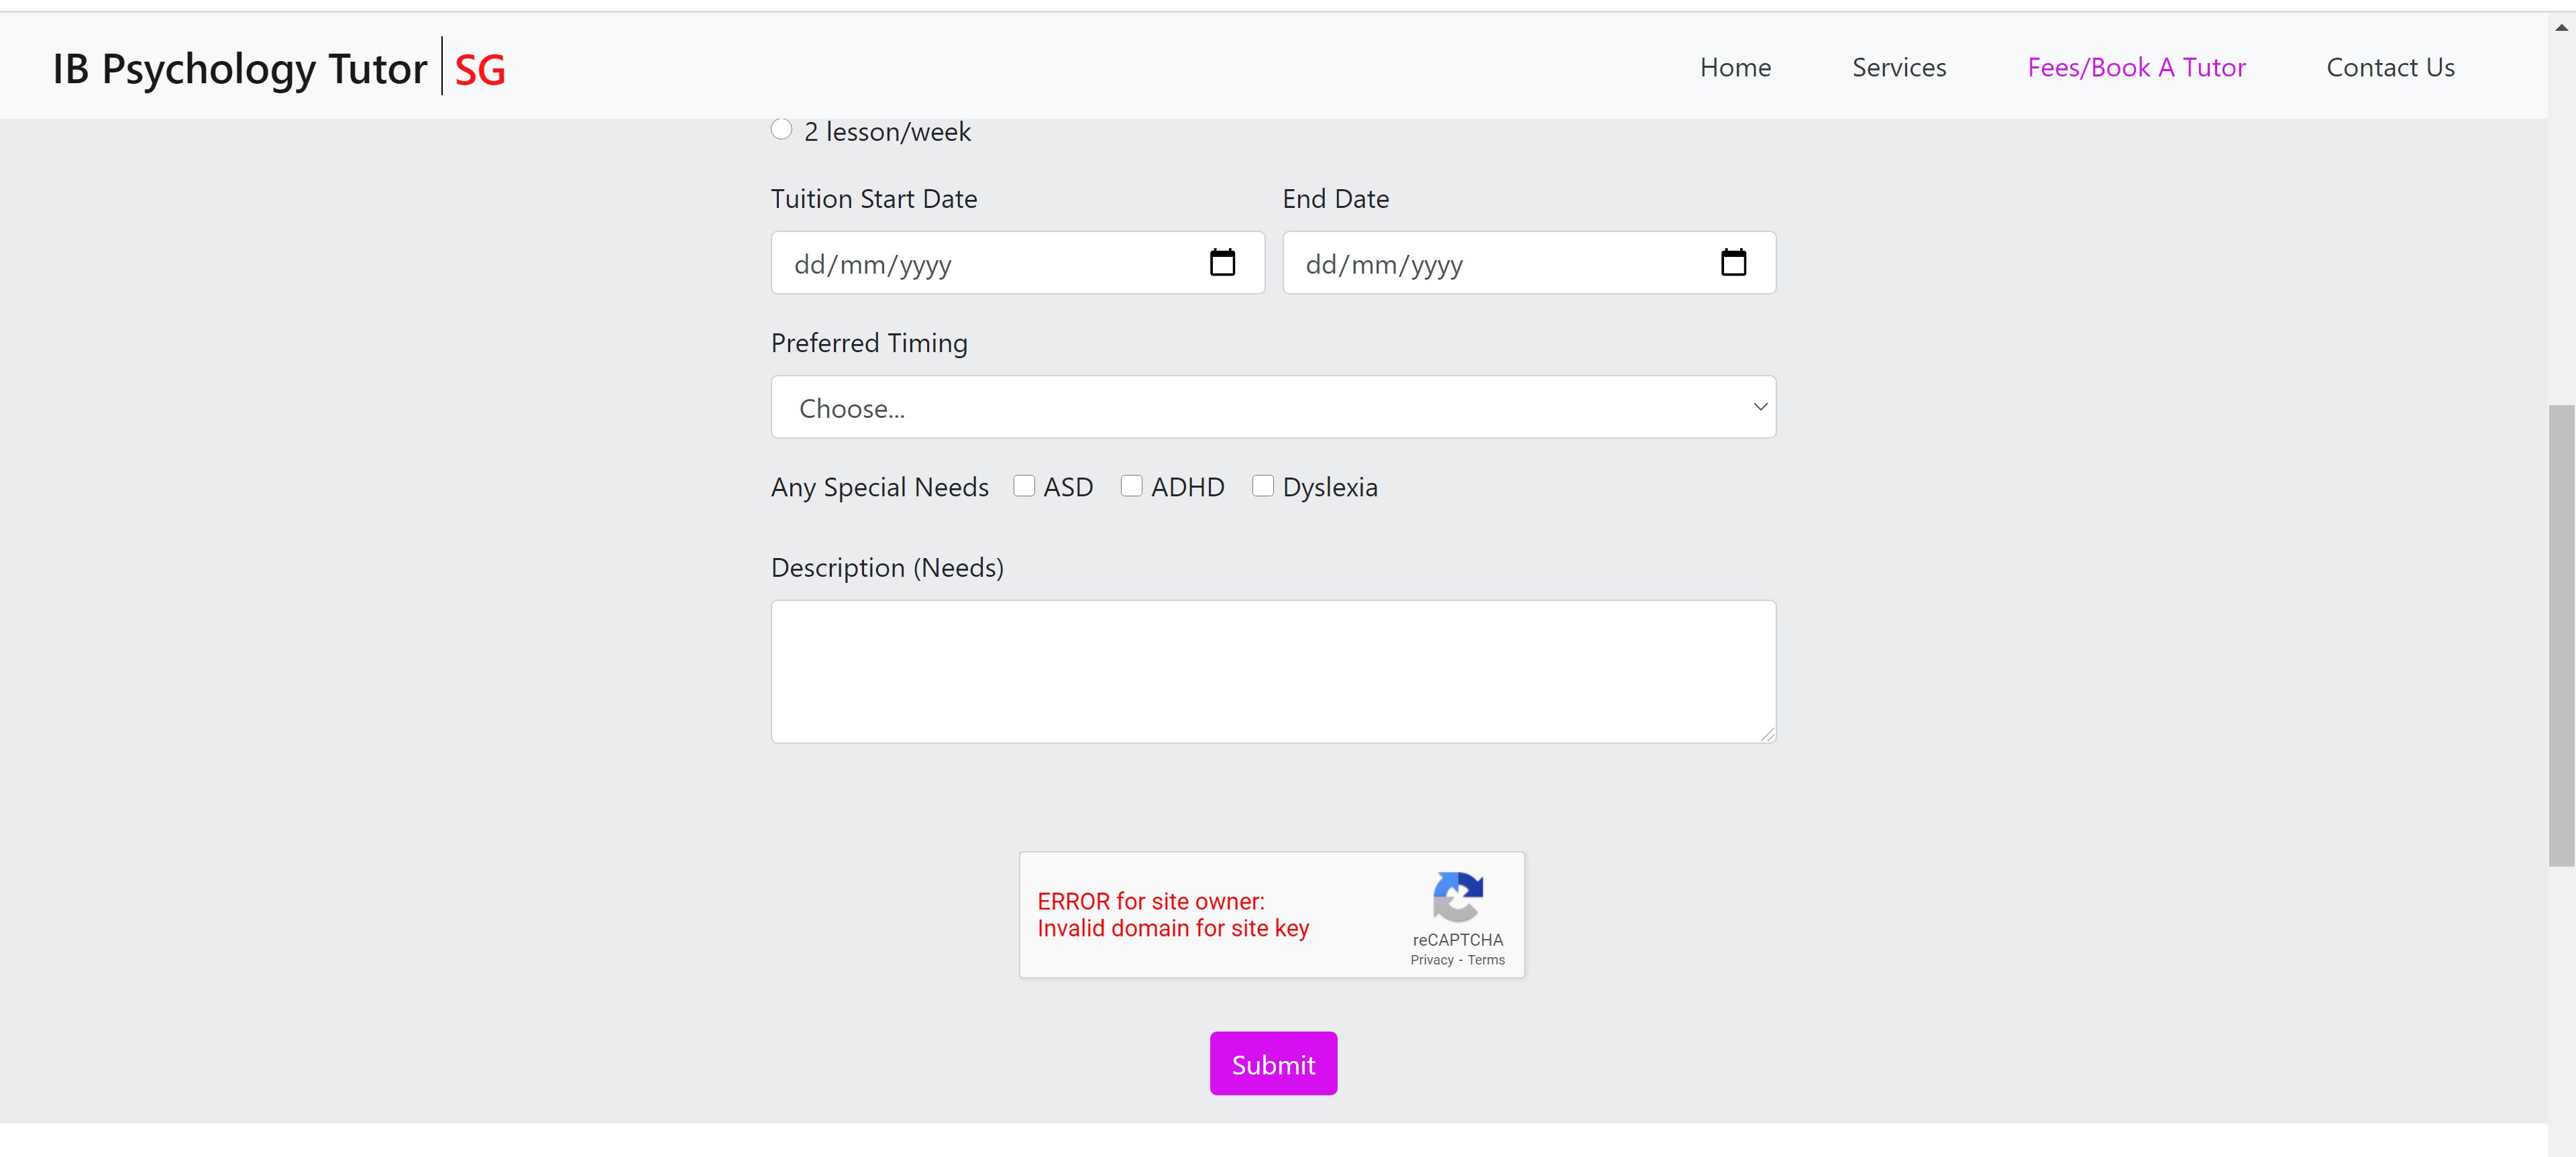 IB Psychology Tutor SG
Home Services Fees/Book A Tutor Contact Us
2 lesson/week
Tuition Start Date End Date
dd/mm/yyyy dd/mm/yyyy
Preferred Timing
Choose...
Any Special Needs ASD ADHD Dyslexia
Description (Needs)
ERROR for site owner:
Invalid domain for site key
reCAPTCHA
Privacy - Terms
Submit